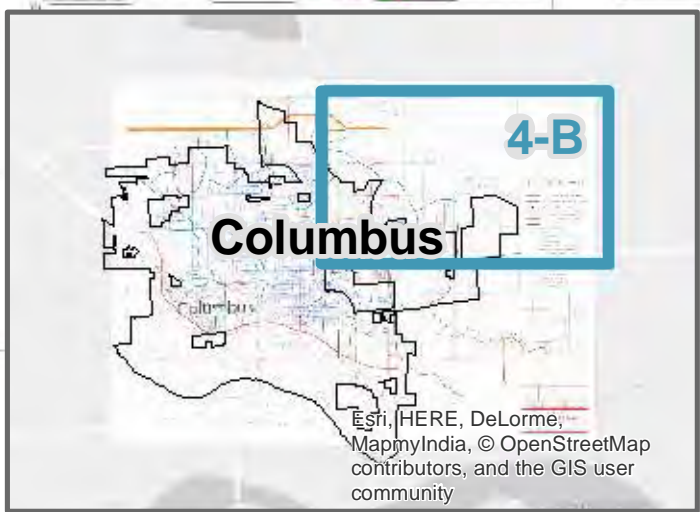 4-B
Columbus
Columbus
Esri, HERE, DeLorme,
MapmyIndia, © OpenStreetMap
contributors, and the GIS user
community